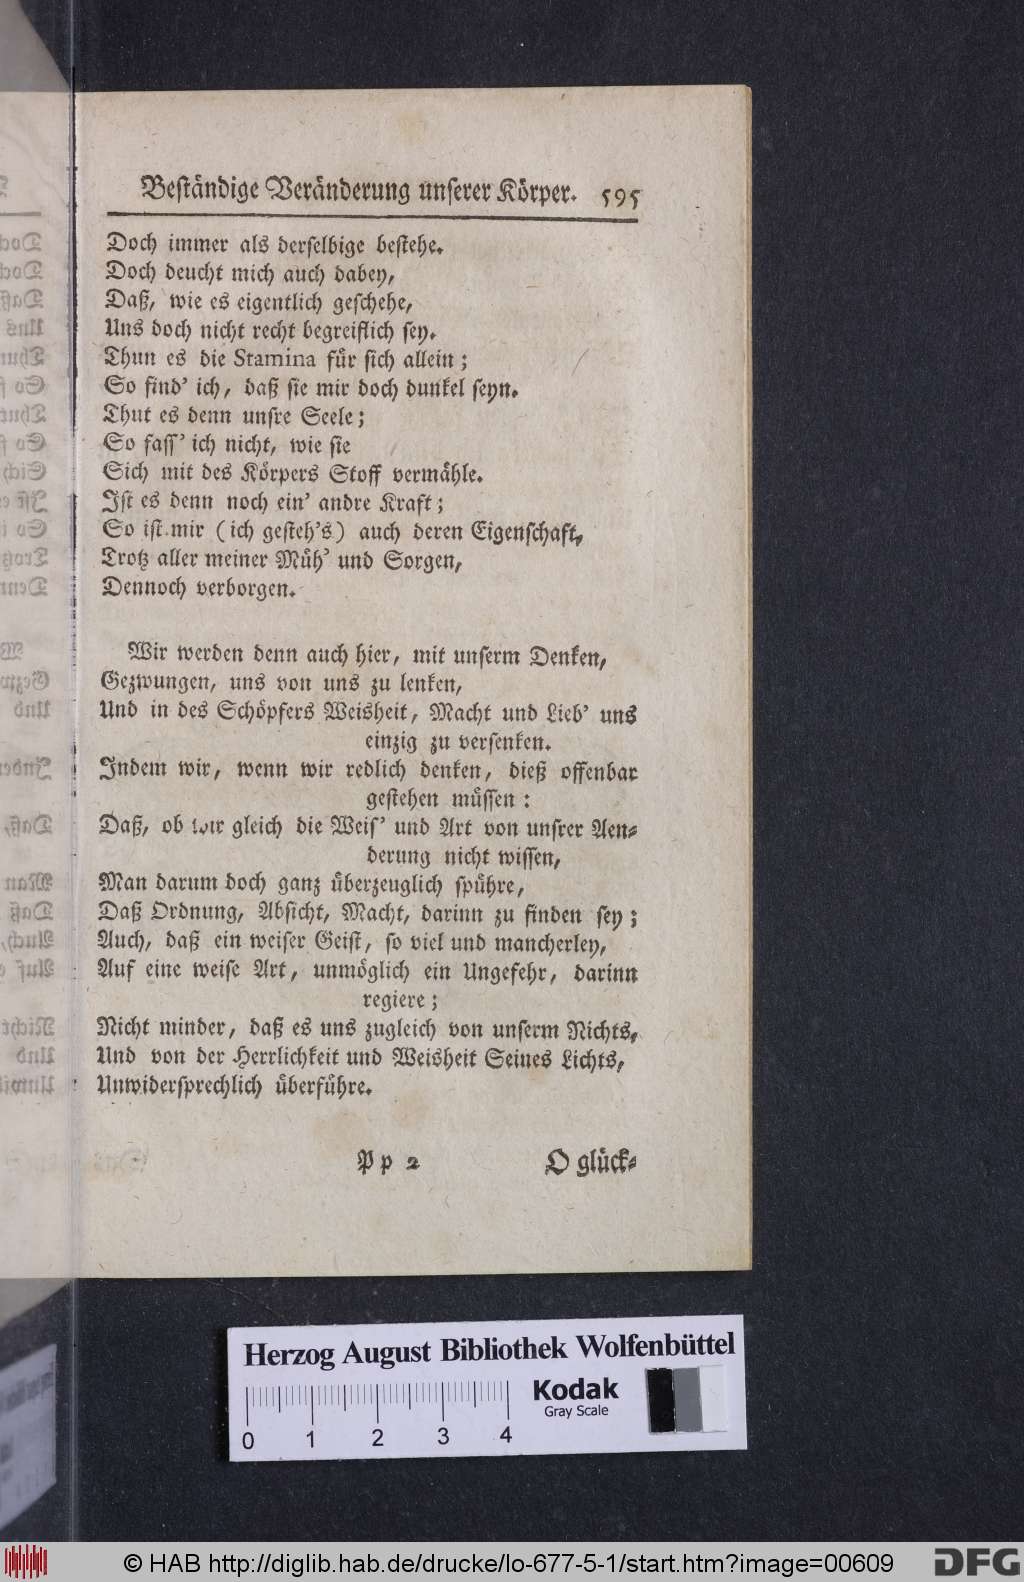 Beständige Veränderung unserer Körper. 595
Doch immer als derselbige bestehe.
Doch deucht mich auch dabey,
Daß, wie es eigentlich geschehe,
Uns doch nicht recht begreiflich sey.
Thun es die Stamina für sich allein;
So find' ich, daß sie mir doch dunkel seyn.
Thut es denn unsre Seele;
So fass' ich nicht, wie sie
Sich mit des Körpers Stoff vermähle.
Ist es denn noch ein' andre Kraft;
So ist mir (ich gesteh's) auch deren Eigenschaft,
Trotz aller meiner Müh' und Sorgen,
Dennoch verborgen.
Wir werden denn auch hier, mit unserm Denken,
Gezwungen, uns von uns zu lenken,
Und in des Schöpfers Weisheit, Macht und Lieb' uns
einzig zu versenken.
Indem wir, wenn wir redlich denken, dieß offenbar
gestehen müssen:
Daß, ob wir gleich die Weis' und Art von unsrer Aen-
derung nicht wissen,
Man darum doch ganz überzeuglich spühre,
Daß Ordnung, Absicht, Macht, darinn zu finden sey;
Auch, daß ein weiser Geist, so viel und mancherley,
Auf eine weise Art, unmöglich ein Ungefehr, darinn
regiere;
Nicht minder, daß es uns zugleich von unserm Nichts,
Und von der Herrlichkeit und Weisheit Seines Lichts,
Unwidersprechlich überführe.
Pp 2 O glück-
Herzog August Bibliothek Wolfenbüttel
Kodak
Gray Scale
0 1 2 3 4
© HAB http://diglib.hab.de/drucke/lo-677-5-1/start.htm?image=00609
DFG